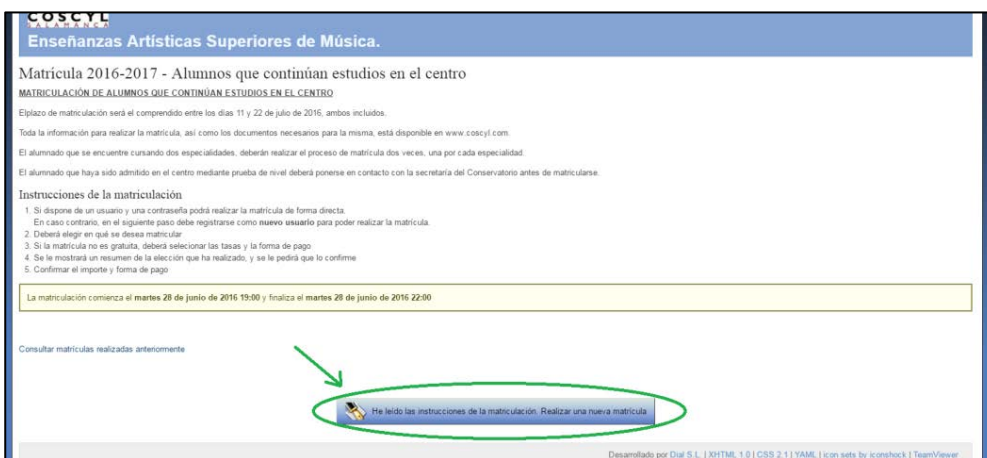 COSCYL
SALAMANCA
Enseñanzas Artísticas Superiores de Música.
Matrícula 2016-2017 - Alumnos que continúan estudios en el centro
MATRICULACIÓN DE ALUMNOS QUE CONTINÚAN ESTUDIOS EN EL CENTRO
Elplazo de matriculación será el comprendido entre los días 11 y 22 de julio de 2016, ambos incluidos.
Toda la información para realizar la matrícula, así como los documentos necesarios para la misma, está disponible en www.coscyl.com.
El alumnado que se encuentre cursando dos especialidades, deberán realizar el proceso de matrícula dos veces, una por cada especialidad.
El alumnado que haya sido admitido en el centro mediante prueba de nivel deberá ponerse en contacto con la secretaría del Conservatorio antes de matricularse.
Instrucciones de la matriculación
1. Si dispone de un usuario y una contraseña podrá realizar la matrícula de forma directa.
En caso contrario, en el siguiente paso debe registrarse como nuevo usuario para poder realizar la matrícula.
2. Deberá elegir en qué se desea matricular
3. Si la matrícula no es gratuita, deberá selecionar las tasas y la forma de pago
4. Se le mostrará un resumen de la elección que ha realizado, y se le pedirá que lo confirme
5. Confirmar el importe y forma de pago
La matriculación comienza el martes 28 de junio de 2016 19:00 y finaliza el martes 28 de junio de 2016 22:00
Consultar matrículas realizadas anteriormente
He leído las instrucciones de la matriculación. Realizar una nueva matrícula
Desarrollado por Dial S.L. | XHTML 1.0 | CSS 2.1 | YAML | icon sets by iconshock | TeamViewer